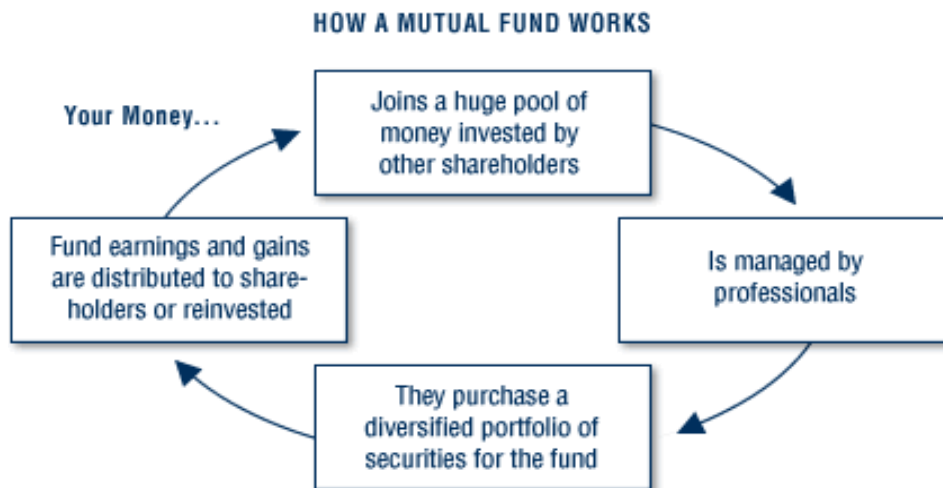 HOW A MUTUAL FUND WORKS
Your Money...
Joins a huge pool of
money invested by
other shareholders
Is managed by
professionals
They purchase a
diversified portfolio of
securities for the fund
Fund earnings and gains
are distributed to share-
holders or reinvested